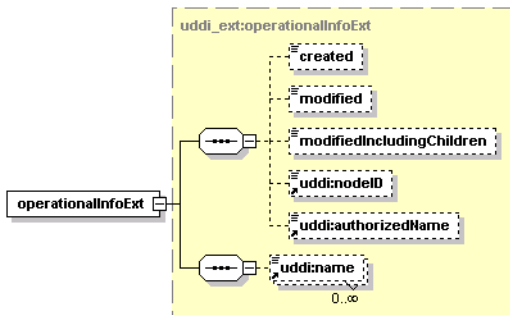 uddi_ext:operationalInfoExt
created
modified
modifiedIncludingChildren
uddi:nodeID
operationalInfoExt
uddi:authorizedName
uddi:name
0..∞